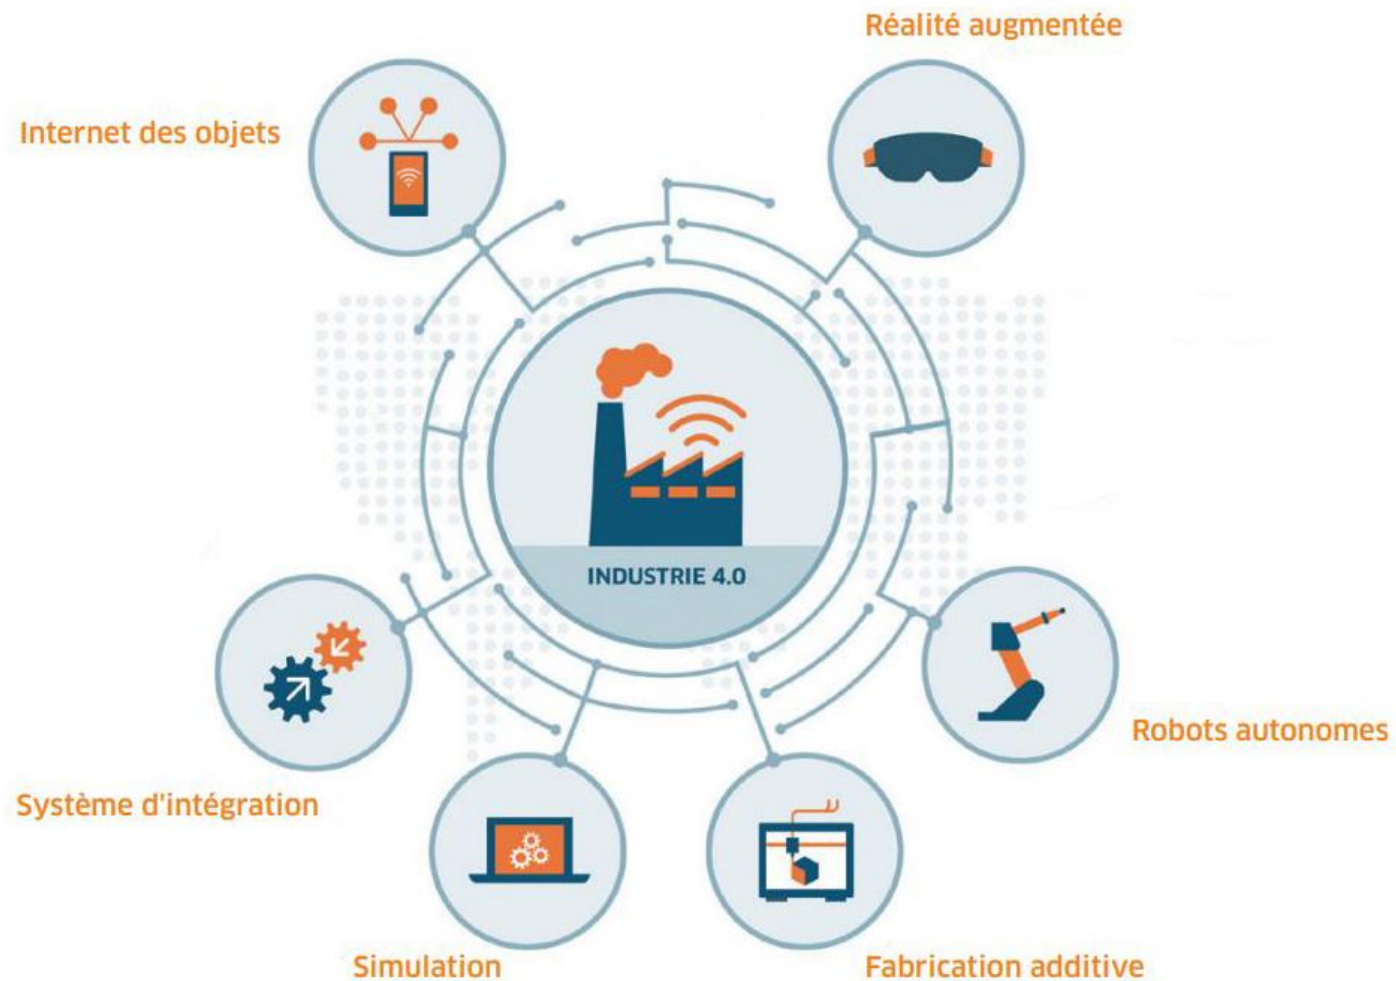 Réalité augmentée
Internet des objets
INDUSTRIE 4.0
Robots autonomes
Système d'intégration
Simulation
Fabrication additive